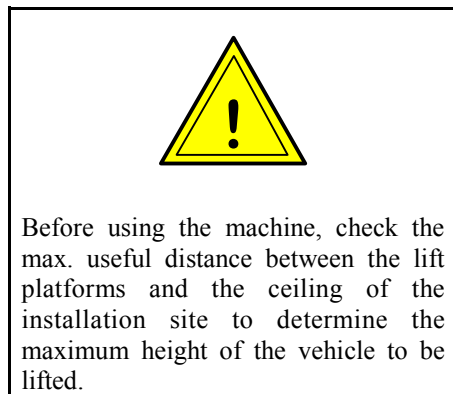 Before using the machine, check the
max. useful distance between the lift
platforms and the ceiling of the
installation site to determine the
maximum height of the vehicle to be
lifted.